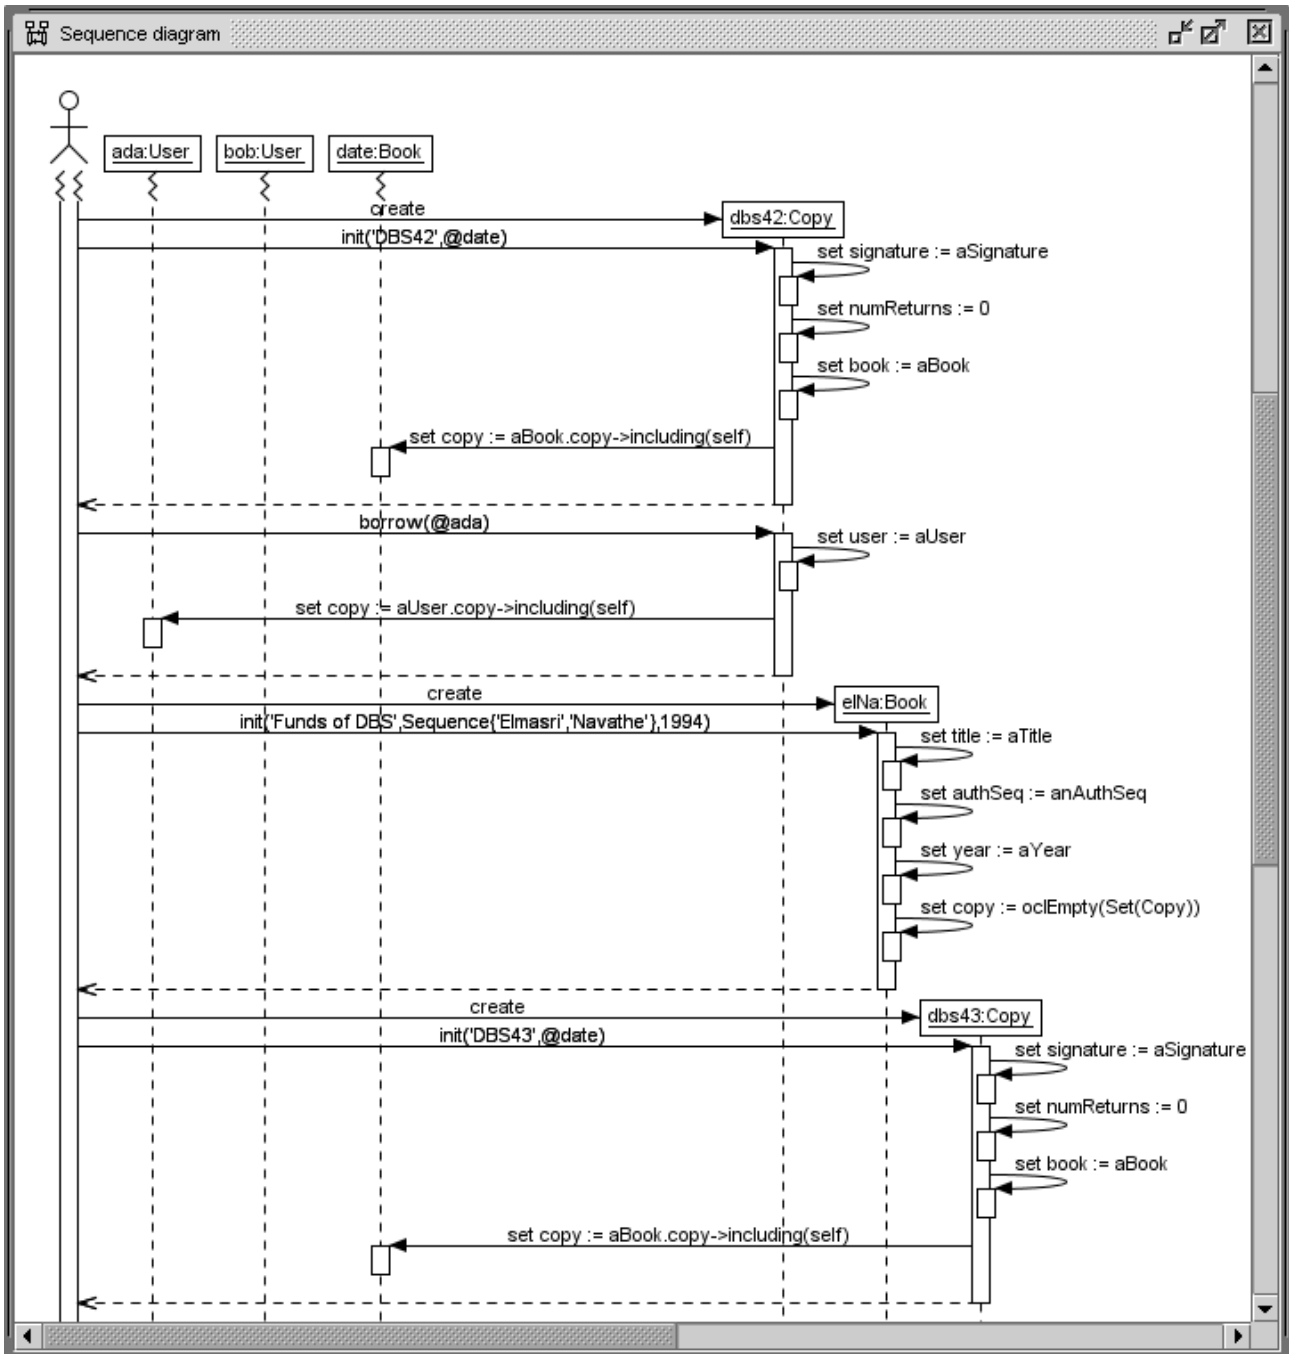 Sequence diagram
ada:User
bob:User
date:Book
create
dbs42:Copy
init('DBS42',@date)
set signature := aSignature
set numReturns := 0
set book := aBook
set copy := aBook.copy->including(self)
borrow(@ada)
set user := aUser
set copy := aUser.copy->including(self)
create
elNa:Book
init('Funds of DBS',Sequence{'Elmasri','Navathe'},1994)
set title := aTitle
set authSeq := anAuthSeq
set year := aYear
set copy := oclEmpty(Set(Copy))
create
dbs43:Copy
init('DBS43',@date)
set signature := aSignature
set numReturns := 0
set book := aBook
set copy := aBook.copy->including(self)